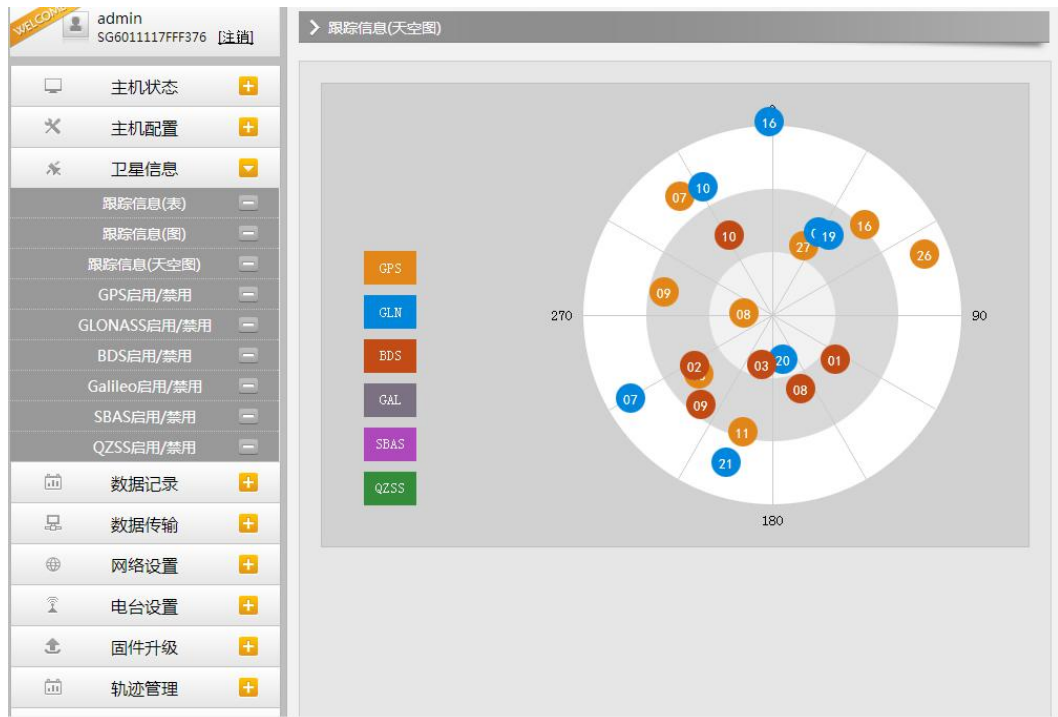 WELCOME
admin
SG6011117FFF376 [注销]
主机状态
主机配置
卫星信息
跟踪信息(表)
跟踪信息(图)
跟踪信息(天空图)
GPS启用/禁用
GLONASS启用/禁用
BDS启用/禁用
Galileo启用/禁用
SBAS启用/禁用
QZSS启用/禁用
数据记录
数据传输
网络设置
电台设置
固件升级
轨迹管理
跟踪信息(天空图)
GPS
GLN
BDS
GAL
SBAS
QZSS
16
10
07
16
10
19
27
26
09
08
270
90
03
20
01
02
08
07
09
11
21
180